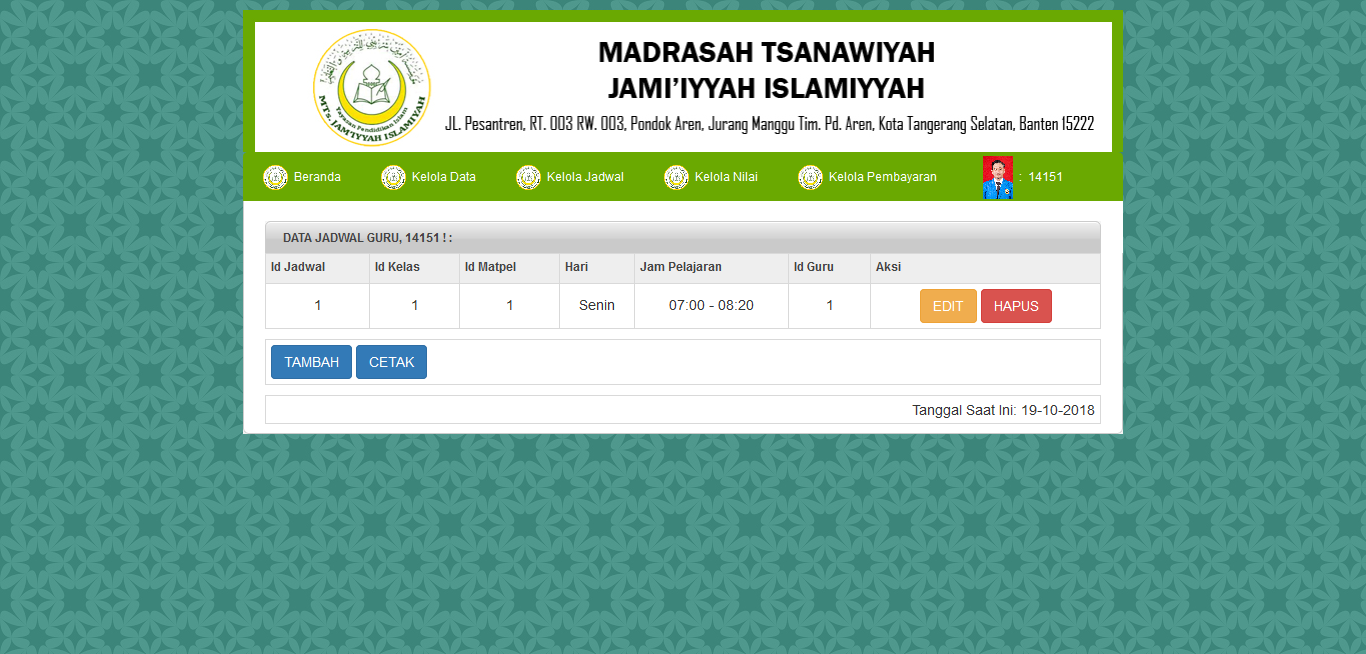 MADRASAH TSANAWIYAH
JAMI'IYYAH ISLAMIYYAH
JL. Pesantren, RT. 003 RW. 003, Pondok Aren, Jurang Manggu Tim. Pd. Aren, Kota Tangerang Selatan, Banten 15222
Yayasan Pendidikan Islam
MTs. JAM'IYYAH ISLAMIYAH
Beranda Kelola Data Kelola Jadwal Kelola Nilai Kelola Pembayaran : 14151
DATA JADWAL GURU, 14151 ! :
Id Jadwal Id Kelas Id Matpel Hari Jam Pelajaran Id Guru Aksi
1 1 1 Senin 07:00 - 08:20 1 EDIT HAPUS
TAMBAH CETAK
Tanggal Saat Ini: 19-10-2018